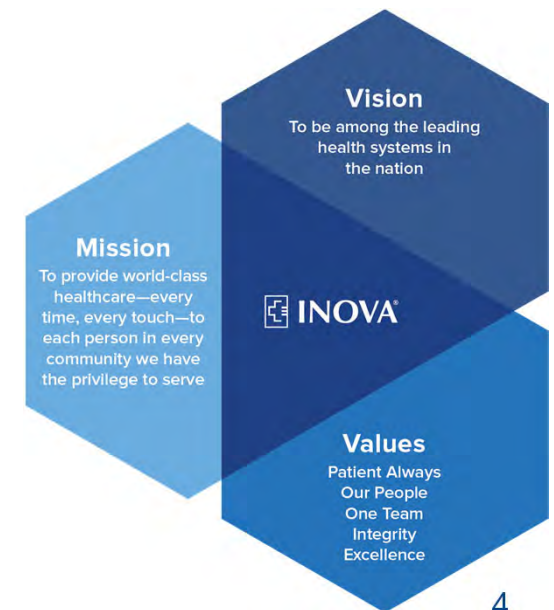 Vision
To be among the leading
health systems in
the nation
Mission
To provide world-class
healthcare—every
time, every touch—to
each person in every
community we have
the privilege to serve
INOVA®
Values
Patient Always
Our People
One Team
Integrity
Excellence
4